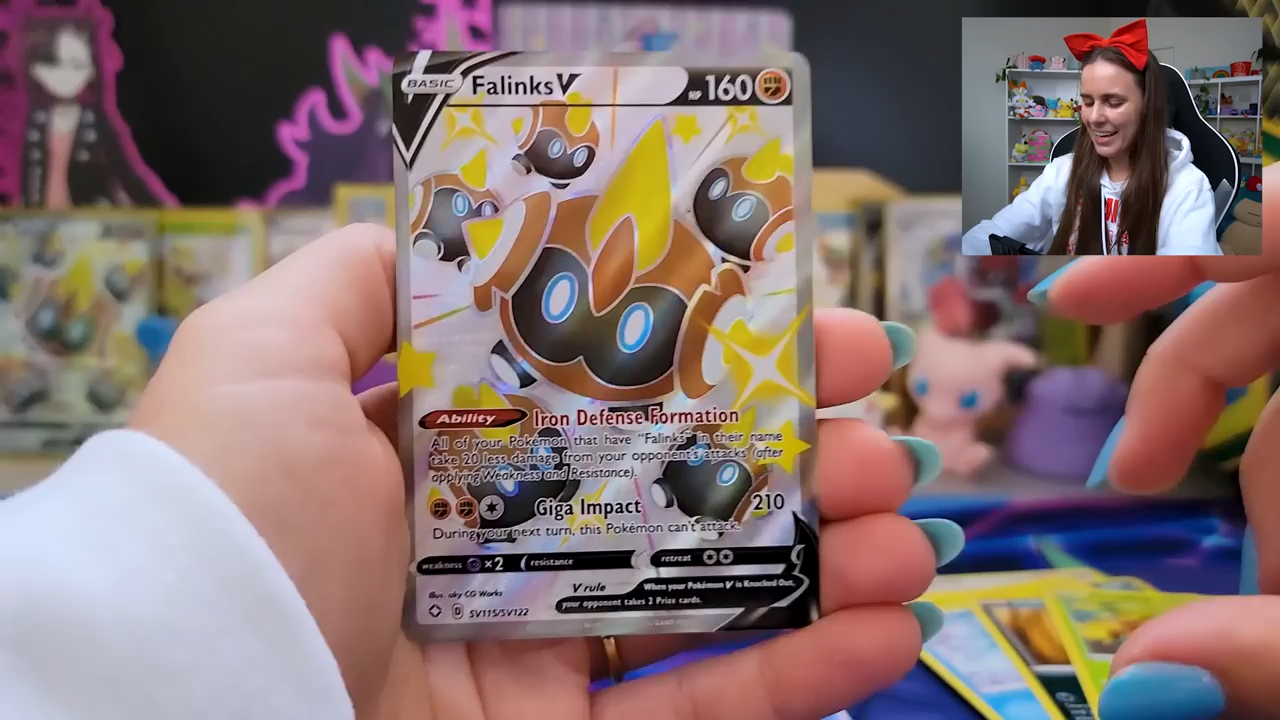 BASIC Falinks V HP 160
Ability Iron Defense Formation
All of your Pokémon that have "Falinks" in their name
take 20 less damage from your opponent's attacks (after
applying Weakness and Resistance).
Giga Impact 210
During your next turn, this Pokémon can't attack.
weakness ×2 resistance retreat
V rule When your Pokémon V is Knocked Out,
your opponent takes 2 Prize cards.
Illus. aky CG Works
D SV115/SV122